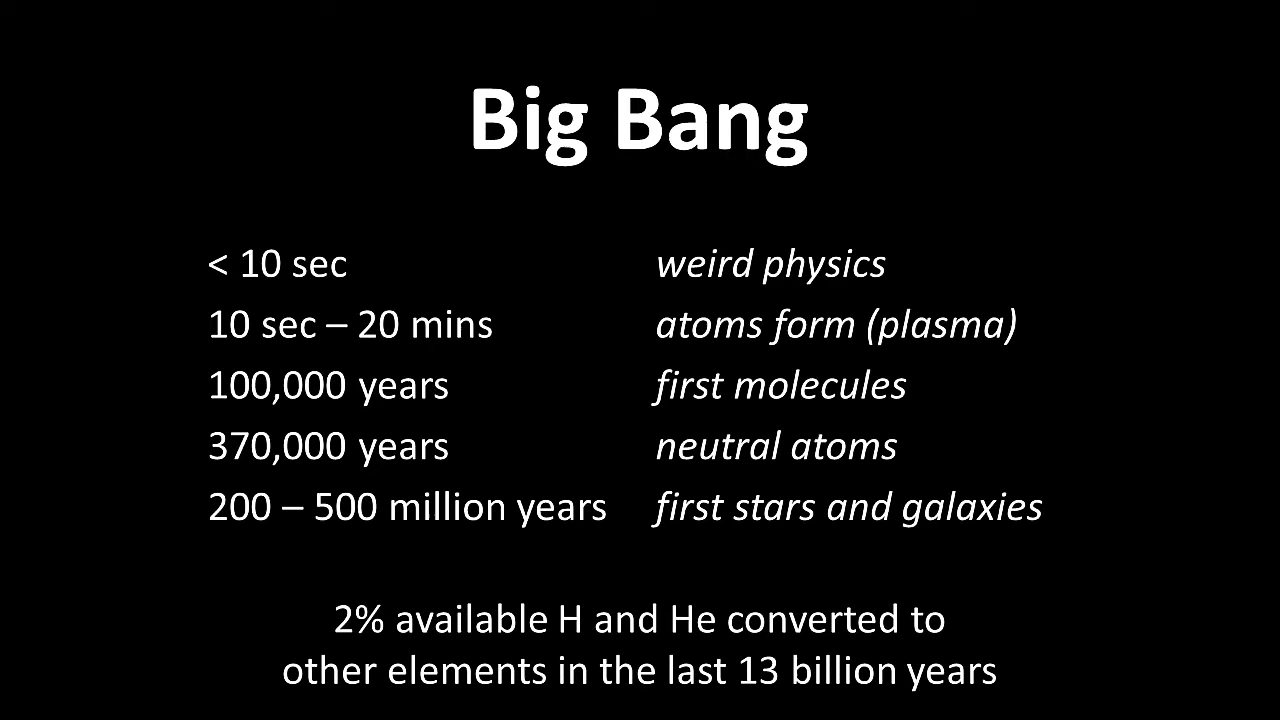 Big Bang
< 10 sec weird physics
10 sec – 20 mins atoms form (plasma)
100,000 years first molecules
370,000 years neutral atoms
200 – 500 million years first stars and galaxies
2% available H and He converted to
other elements in the last 13 billion years